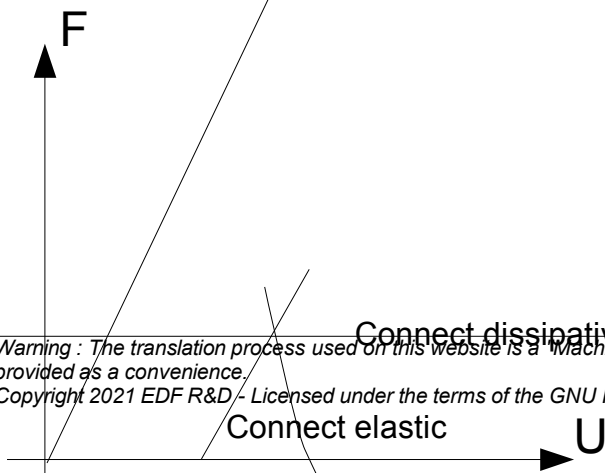 F
Connect dissipativ
Warning : The translation process used on this website is a "Mach
provided as a convenience.
Copyright 2021 EDF R&D - Licensed under the terms of the GNU
Connect elastic
U